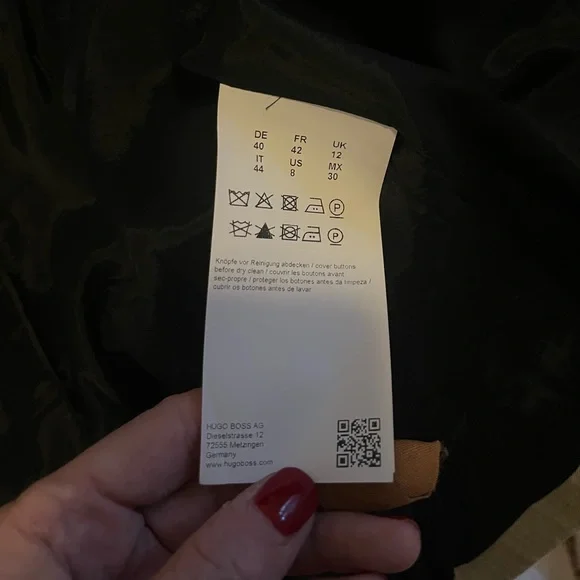 DE FR UK
40 42 12
IT US MX
44 8 30
P
P
Knöpfe vor Reinigung abdecken / cover buttons
before dry clean / couvrir les boutons avant
sec-propre / proteger los botones antes da limpieza /
cubrir os botones antes de lavar
HUGO BOSS AG
Dieselstrasse 12
72555 Metzingen
Germany
www.hugoboss.com